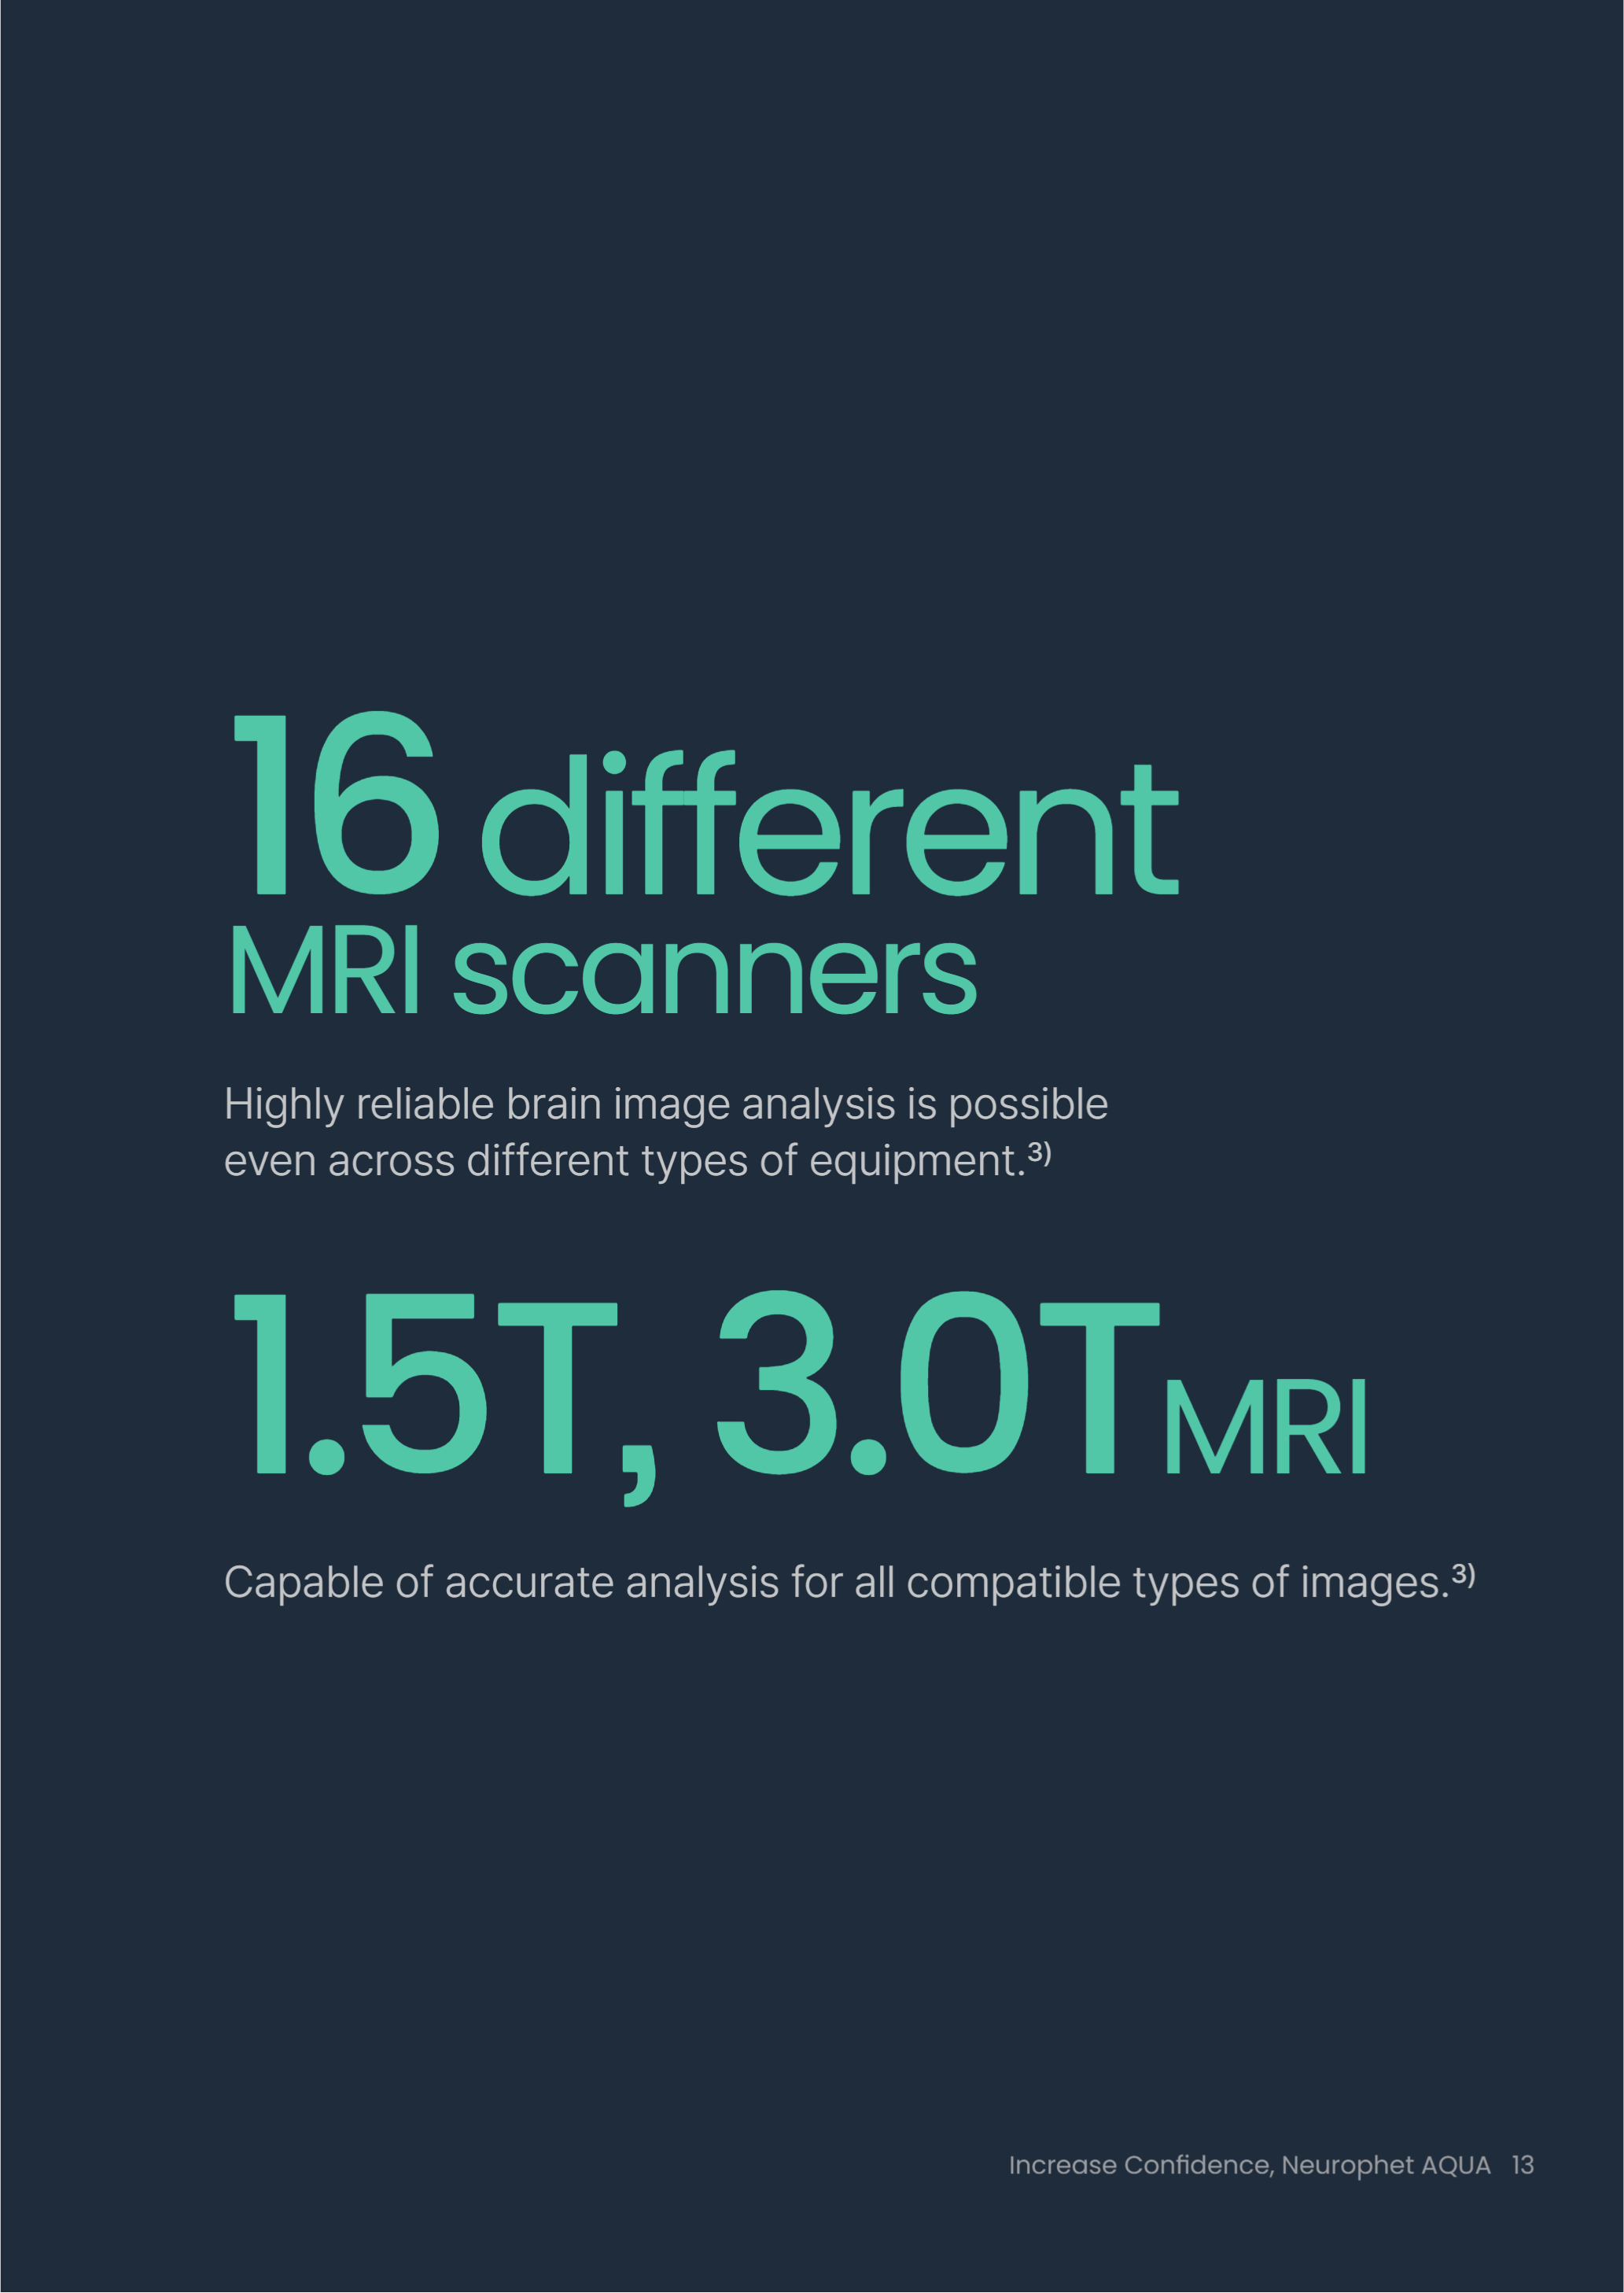 16 different
MRI scanners
Highly reliable brain image analysis is possible
even across different types of equipment.³⁾
1.5T, 3.0T MRI
Capable of accurate analysis for all compatible types of images.³⁾
Increase Confidence, Neurophet AQUA 13